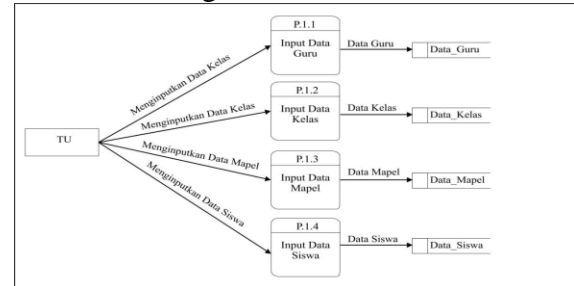 P.1.1
Input Data
Guru
Menginputkan Data Kelas
Data Guru
Data_Guru
P.1.2
Input Data
Kelas
Menginputkan Data Kelas
Data Kelas
Data_Kelas
TU
P.1.3
Input Data
Mapel
Menginputkan Data Mapel
Data Mapel
Data_Mapel
P.1.4
Input Data
Siswa
Menginputkan Data Siswa
Data Siswa
Data_Siswa